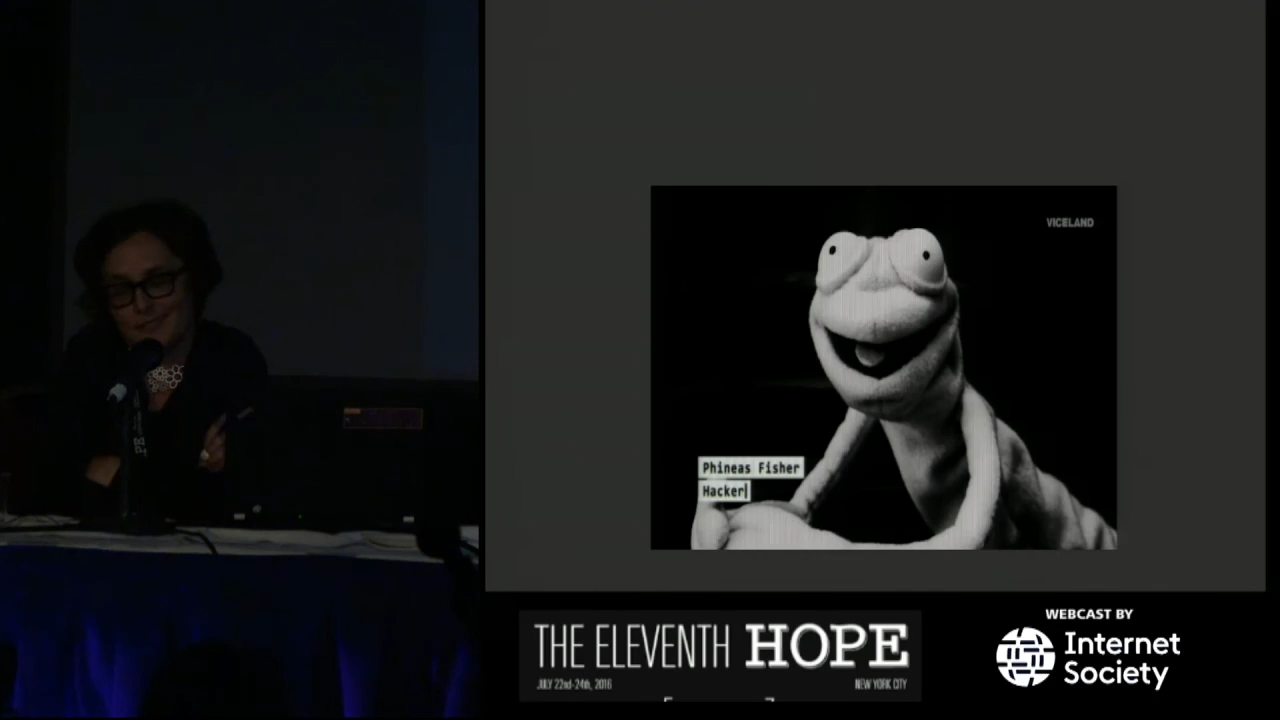 VICELAND
Phineas Fisher
Hacker
WEBCAST BY
THE ELEVENTH HOPE
Internet
Society
JULY 22nd-24th, 2016
NEW YORK CITY